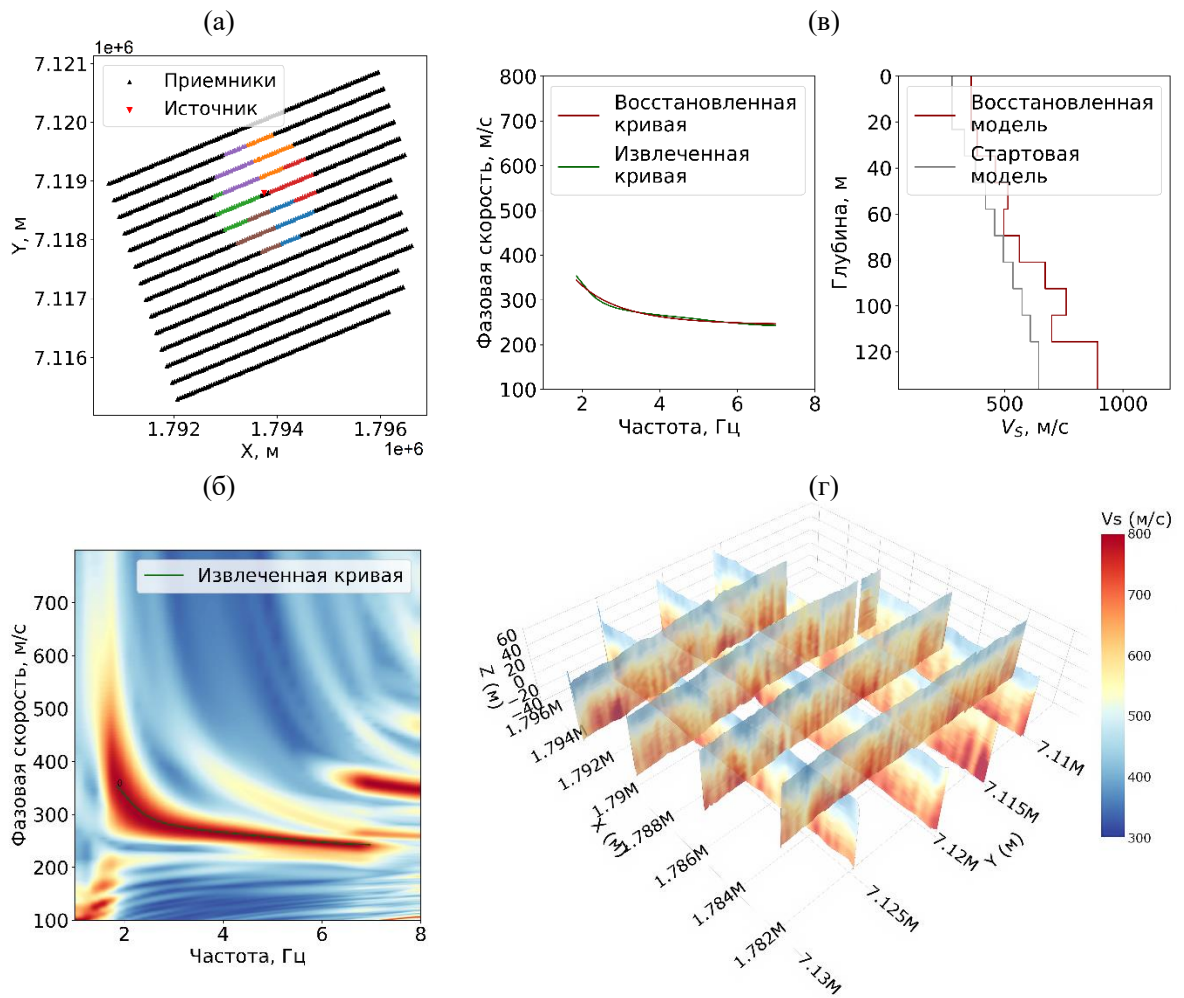 (а)
1e+6
7.121
7.120
7.119
7.118
7.117
7.116
Y, м
Приемники
Источник
1.792 1.794 1.796
X, м
1e+6
(в)
800
700
600
500
400
300
200
100
Фазовая скорость, м/с
Восстановленная
кривая
Извлеченная
кривая
0 2 4 6 8
Частота, Гц
0
20
40
60
80
100
120
Глубина, м
Восстановленная
модель
Стартовая
модель
500 1000
VS, м/с
(б)
700
600
500
400
300
200
100
Фазовая скорость, м/с
Извлеченная кривая
2 4 6 8
Частота, Гц
(г)
Vs (м/с)
800
700
600
500
400
300
60
40
20
0
−20
−40
Z (м)
1.796M
1.794M
1.792M
1.79M
1.788M
1.786M
1.784M
1.782M
X (м)
7.11M
7.115M
7.12M
7.125M
7.13M
Y (м)